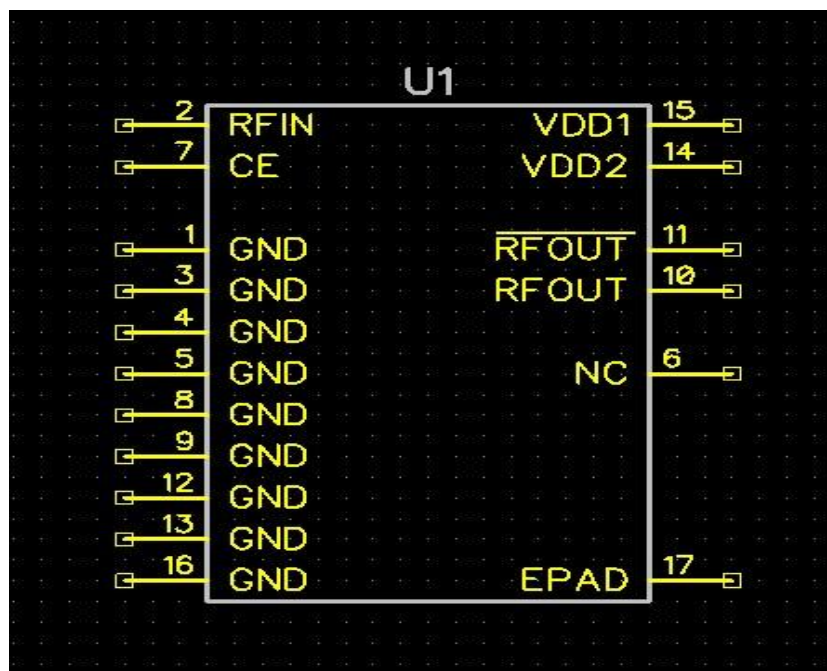 U1
2 RFIN VDD1 15
7 CE VDD2 14
1 GND RFOUT 11
3 GND RFOUT 10
4 GND
5 GND NC 6
8 GND
9 GND
12 GND
13 GND
16 GND EPAD 17